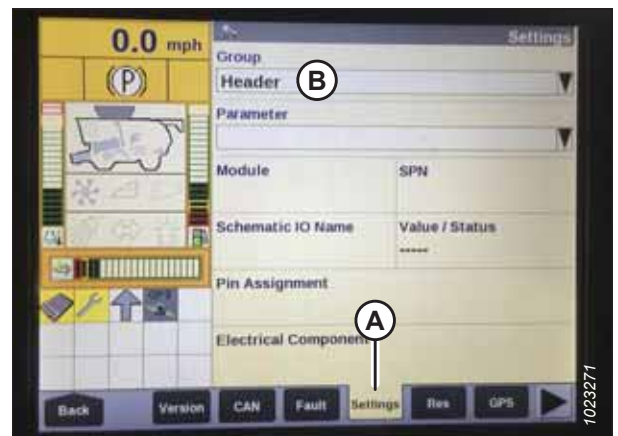 0.0 mph
Settings
(P)
Group
Header
B
Parameter
Module
SPN
Schematic IO Name
Value / Status
-----
Pin Assignment
A
Electrical Component
Back
Version
CAN
Fault
Settings
Res
GPS
1023271